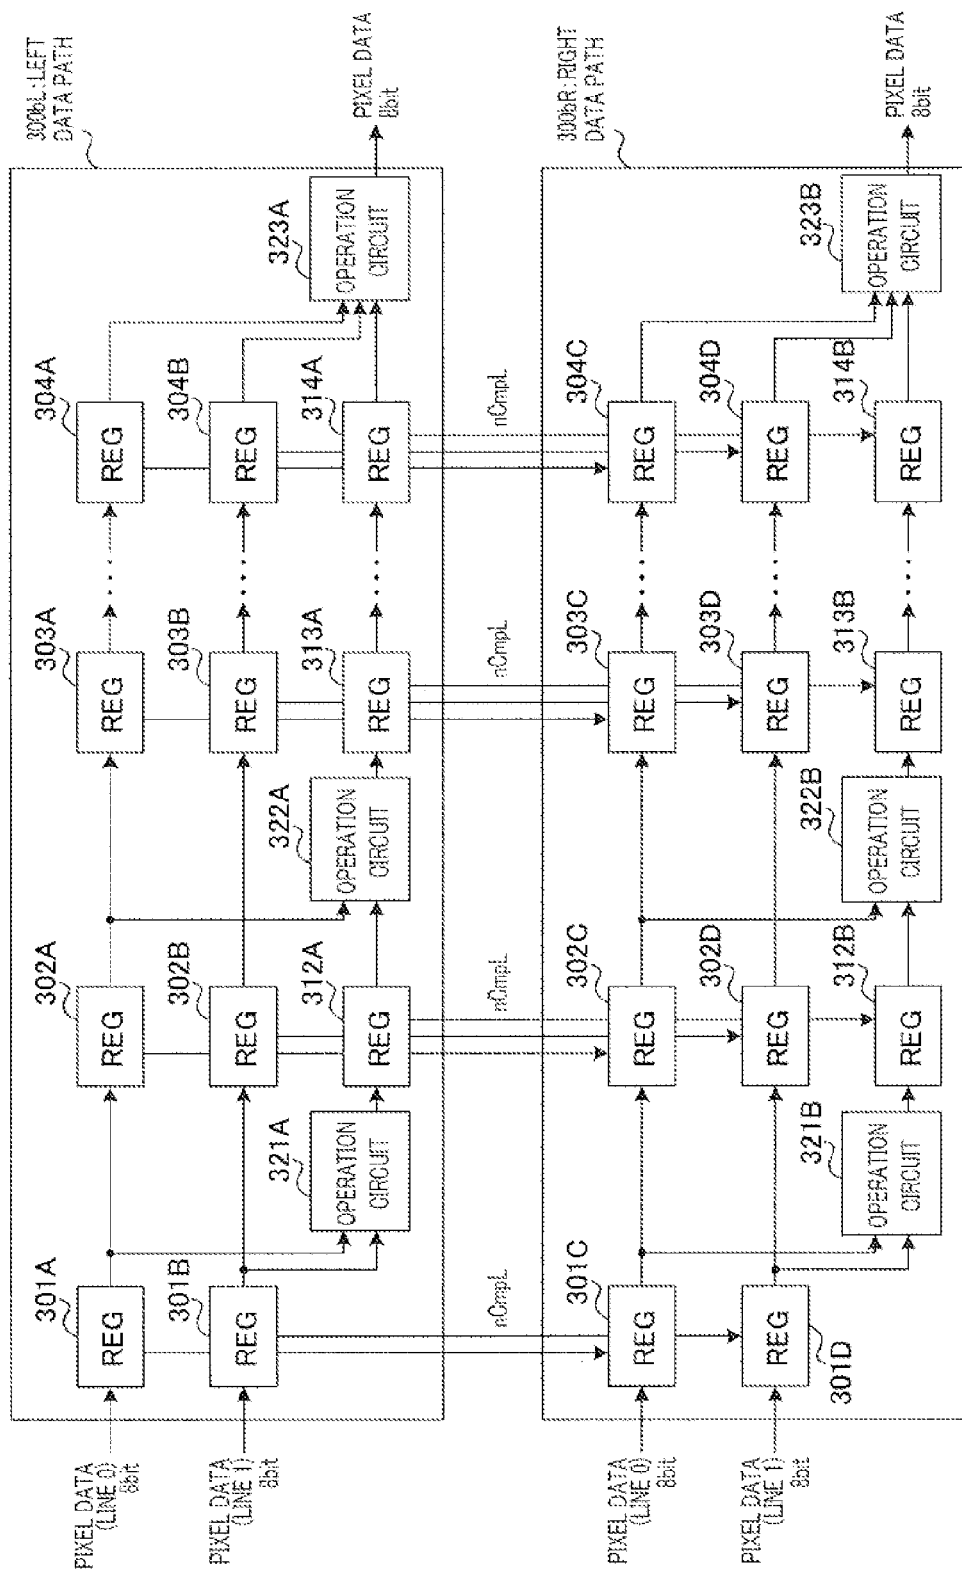 300bL:LEFT
DATA PATH
304A
REG
303A
REG
302A
REG
301A
REG
PIXEL DATA
(LINE 0)
8bit
304B
REG
303B
REG
302B
REG
301B
REG
PIXEL DATA
(LINE 1)
8bit
323A
OPERATION
CIRCUIT
PIXEL DATA
8bit
314A
REG
313A
REG
322A
OPERATION
CIRCUIT
312A
REG
321A
OPERATION
CIRCUIT
nCmpL
nCmpL
nCmpL
nCmpL
300bR:RIGHT
DATA PATH
304C
REG
303C
REG
302C
REG
301C
REG
PIXEL DATA
(LINE 0)
8bit
304D
REG
303D
REG
302D
REG
301D
REG
PIXEL DATA
(LINE 1)
8bit
323B
OPERATION
CIRCUIT
PIXEL DATA
8bit
314B
REG
313B
REG
322B
OPERATION
CIRCUIT
312B
REG
321B
OPERATION
CIRCUIT